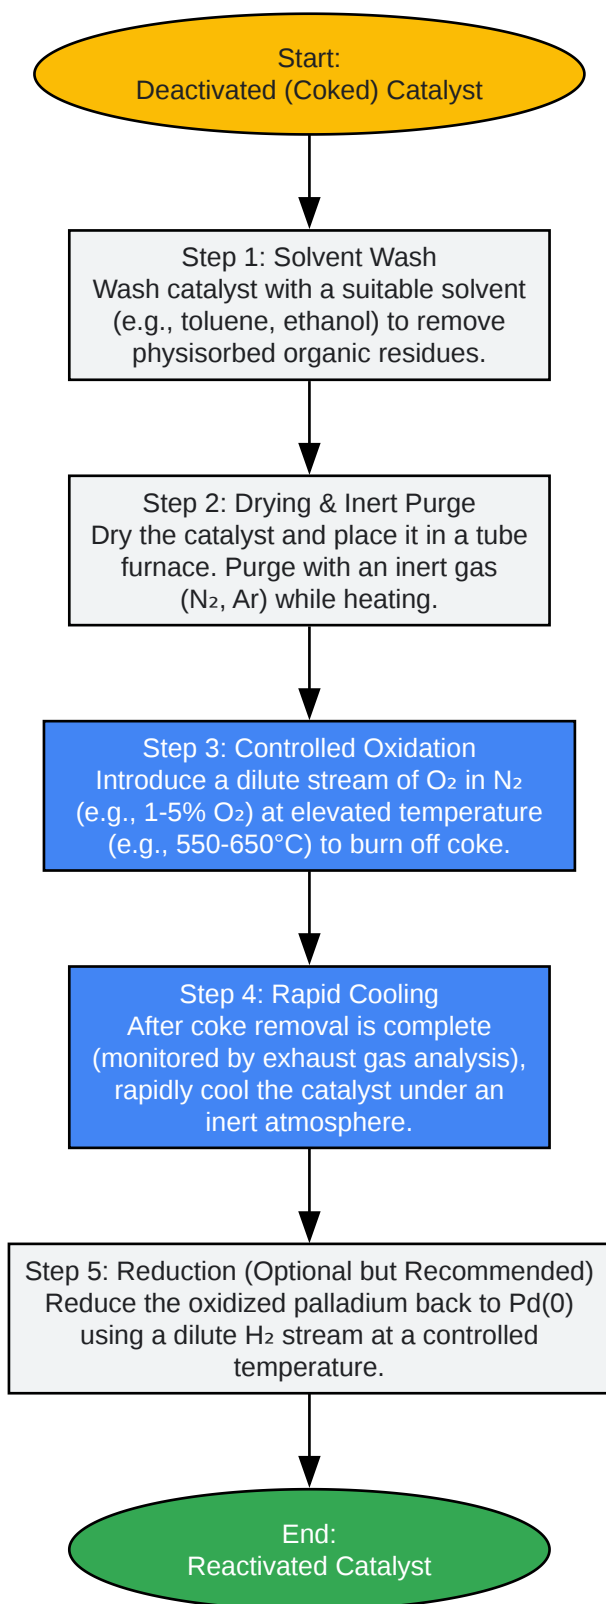 Start:
Deactivated (Coked) Catalyst
Step 1: Solvent Wash
Wash catalyst with a suitable solvent
(e.g., toluene, ethanol) to remove
physisorbed organic residues.
Step 2: Drying & Inert Purge
Dry the catalyst and place it in a tube
furnace. Purge with an inert gas
(N₂, Ar) while heating.
Step 3: Controlled Oxidation
Introduce a dilute stream of O₂ in N₂
(e.g., 1-5% O₂) at elevated temperature
(e.g., 550-650°C) to burn off coke.
Step 4: Rapid Cooling
After coke removal is complete
(monitored by exhaust gas analysis),
rapidly cool the catalyst under an
inert atmosphere.
Step 5: Reduction (Optional but Recommended)
Reduce the oxidized palladium back to Pd(0)
using a dilute H₂ stream at a controlled
temperature.
End:
Reactivated Catalyst